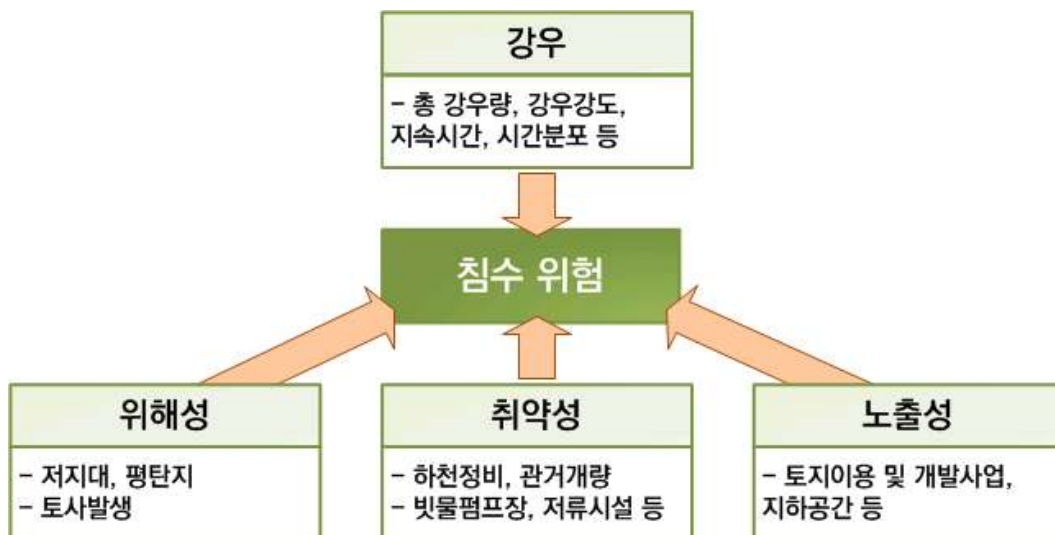 강우
- 총 강우량, 강우강도,
지속시간, 시간분포 등
침수 위험
위해성
- 저지대, 평탄지
- 토사발생
취약성
- 하천정비, 관거개량
- 빗물펌프장, 저류시설 등
노출성
- 토지이용 및 개발사업,
지하공간 등